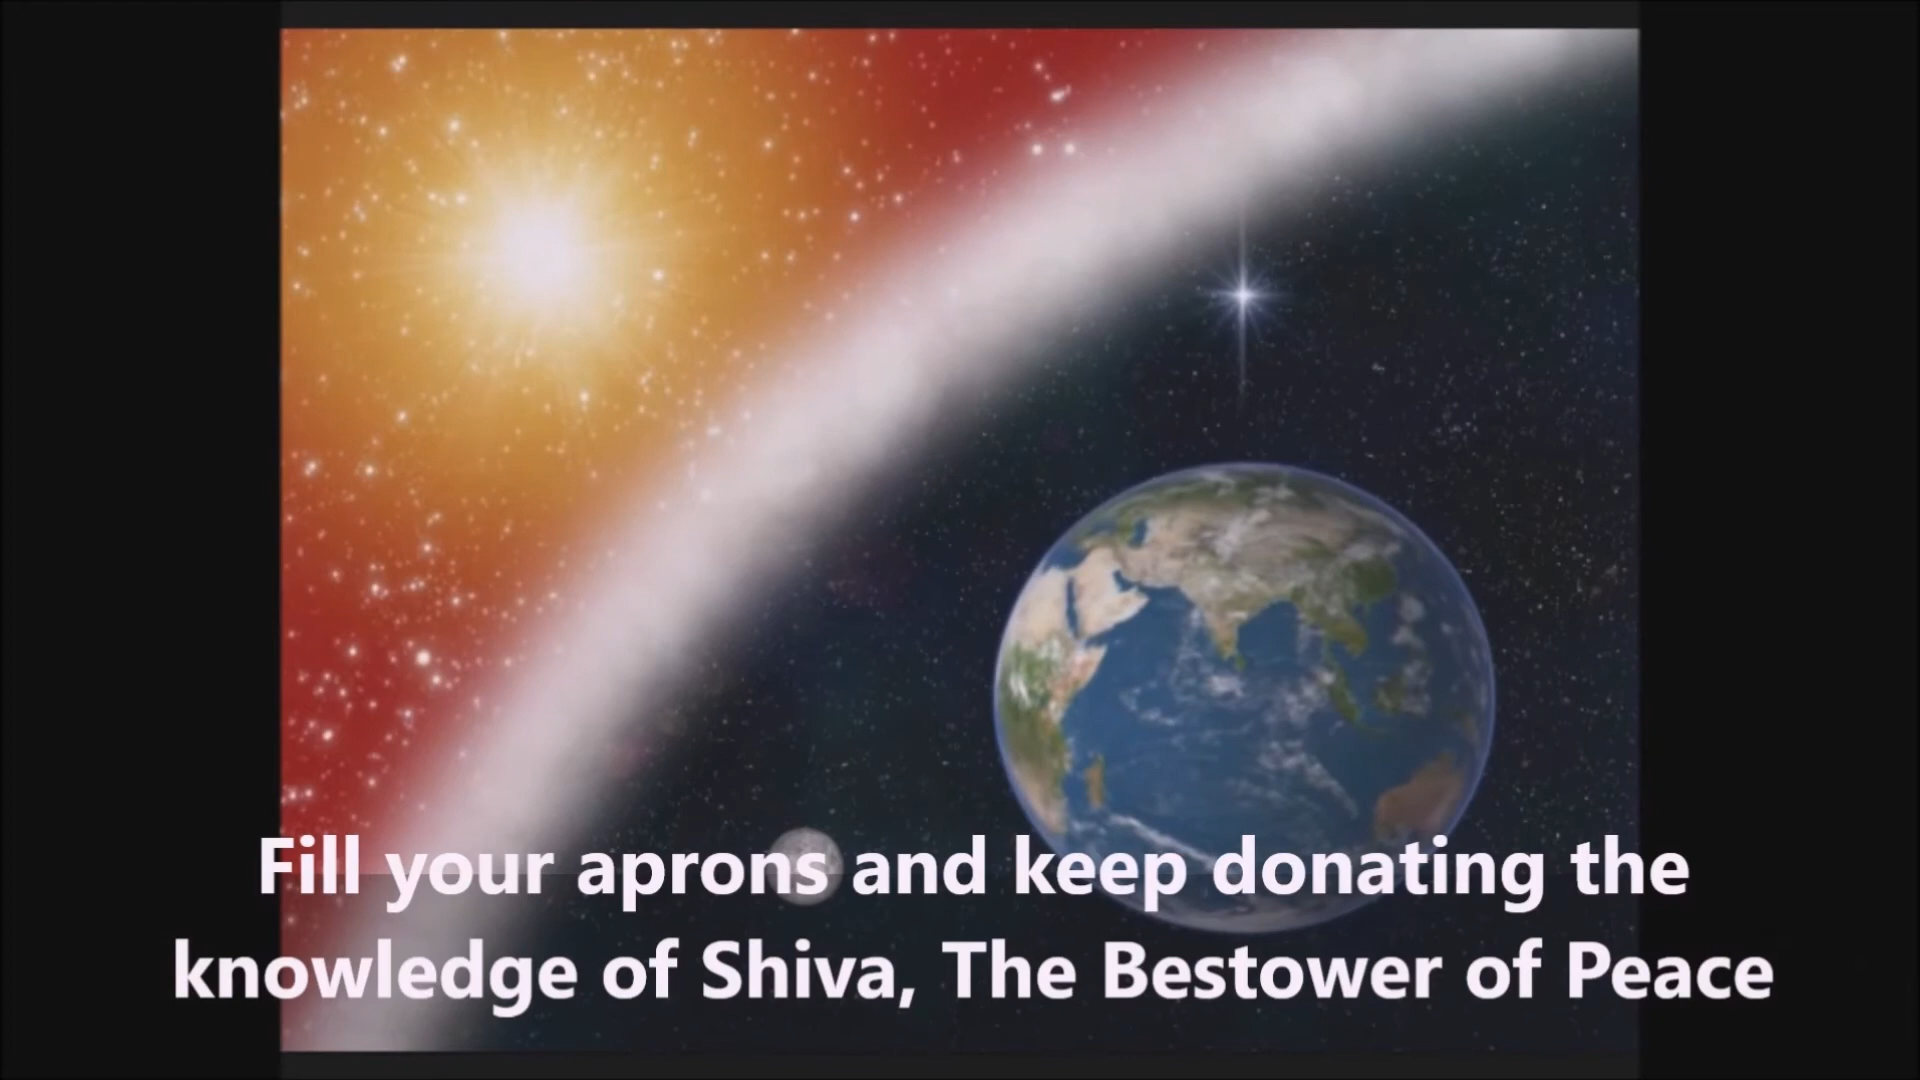 Fill your aprons and keep donating the
knowledge of Shiva, The Bestower of Peace